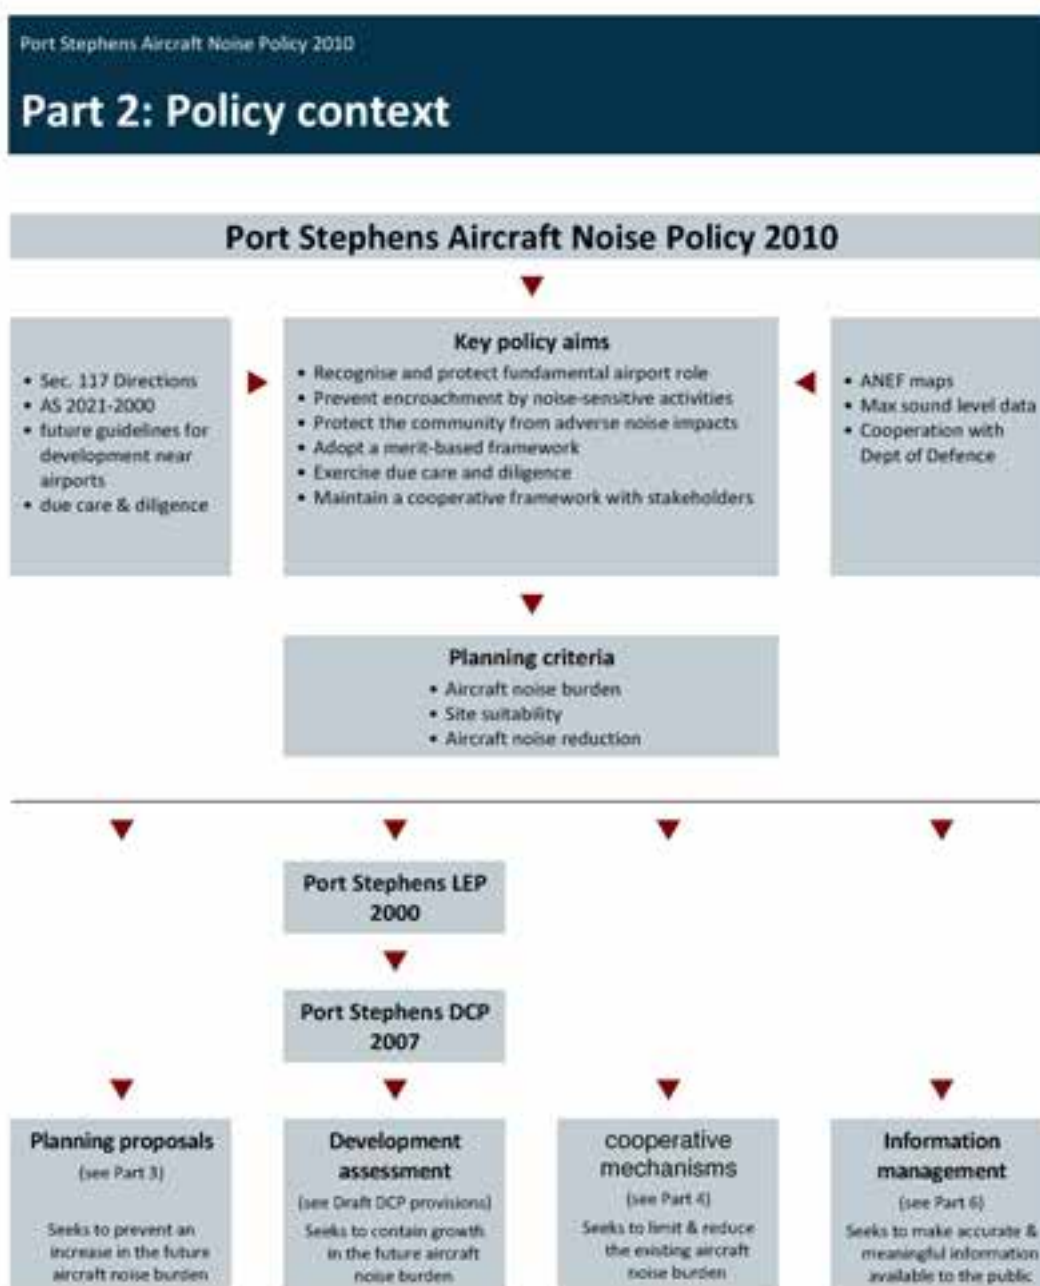 Port Stephens Aircraft Noise Policy 2010
Part 2: Policy context
Port Stephens Aircraft Noise Policy 2010
• Sec. 117 Directions
• AS 2021-2000
• future guidelines for
development near
airports
• due care & diligence
Key policy aims
• Recognise and protect fundamental airport role
• Prevent encroachment by noise-sensitive activities
• Protect the community from adverse noise impacts
• Adopt a merit-based framework
• Exercise due care and diligence
• Maintain a cooperative framework with stakeholders
• ANEF maps
• Max sound level data
• Cooperation with
Dept of Defence
Planning criteria
• Aircraft noise burden
• Site suitability
• Aircraft noise reduction
Port Stephens LEP
2000
Port Stephens DCP
2007
Planning proposals
(see Part 3)
Seeks to prevent an
increase in the future
aircraft noise burden
Development
assessment
(see Draft DCP provisions)
Seeks to contain growth
in the future aircraft
noise burden
cooperative
mechanisms
(see Part 4)
Seeks to limit & reduce
the existing aircraft
noise burden
Information
management
(see Part 6)
Seeks to make accurate &
meaningful information
available to the public